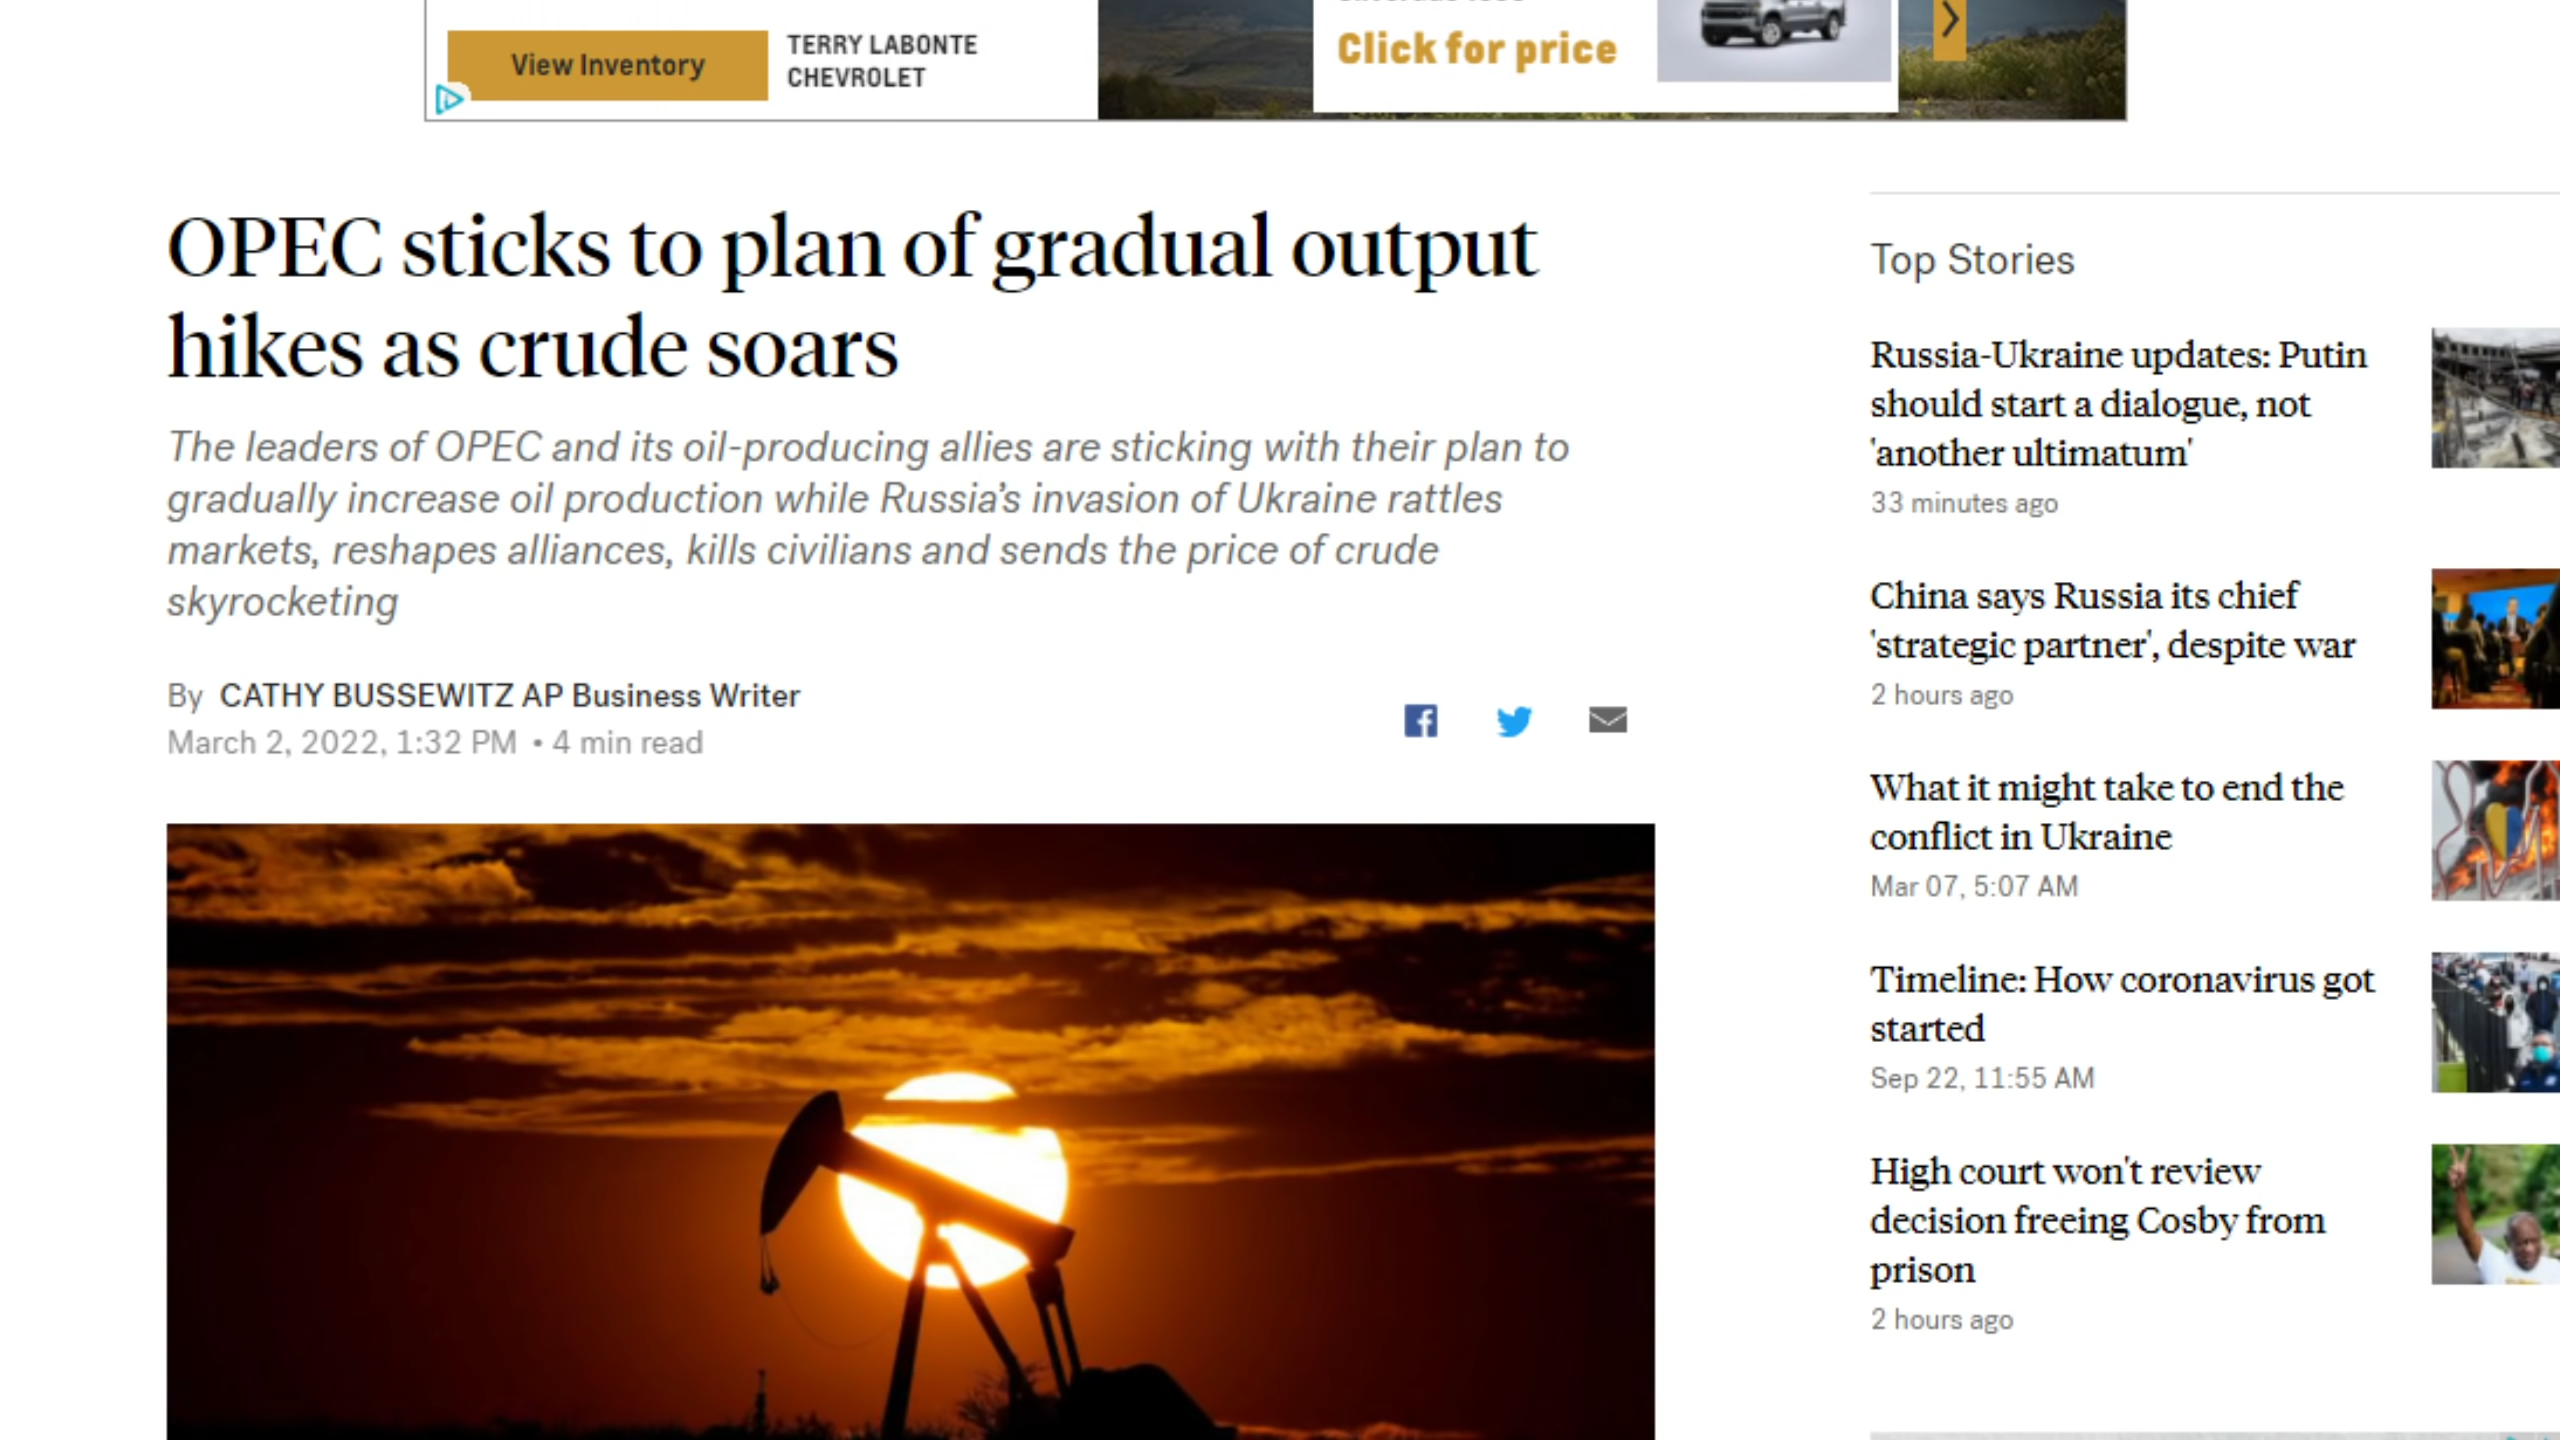 View Inventory
TERRY LABONTE
CHEVROLET
Click for price
OPEC sticks to plan of gradual output
hikes as crude soars
The leaders of OPEC and its oil-producing allies are sticking with their plan to
gradually increase oil production while Russia’s invasion of Ukraine rattles
markets, reshapes alliances, kills civilians and sends the price of crude
skyrocketing
By CATHY BUSSEWITZ AP Business Writer
March 2, 2022, 1:32 PM • 4 min read
Top Stories
Russia-Ukraine updates: Putin
should start a dialogue, not
'another ultimatum'
33 minutes ago
China says Russia its chief
'strategic partner', despite war
2 hours ago
What it might take to end the
conflict in Ukraine
Mar 07, 5:07 AM
Timeline: How coronavirus got
started
Sep 22, 11:55 AM
High court won't review
decision freeing Cosby from
prison
2 hours ago